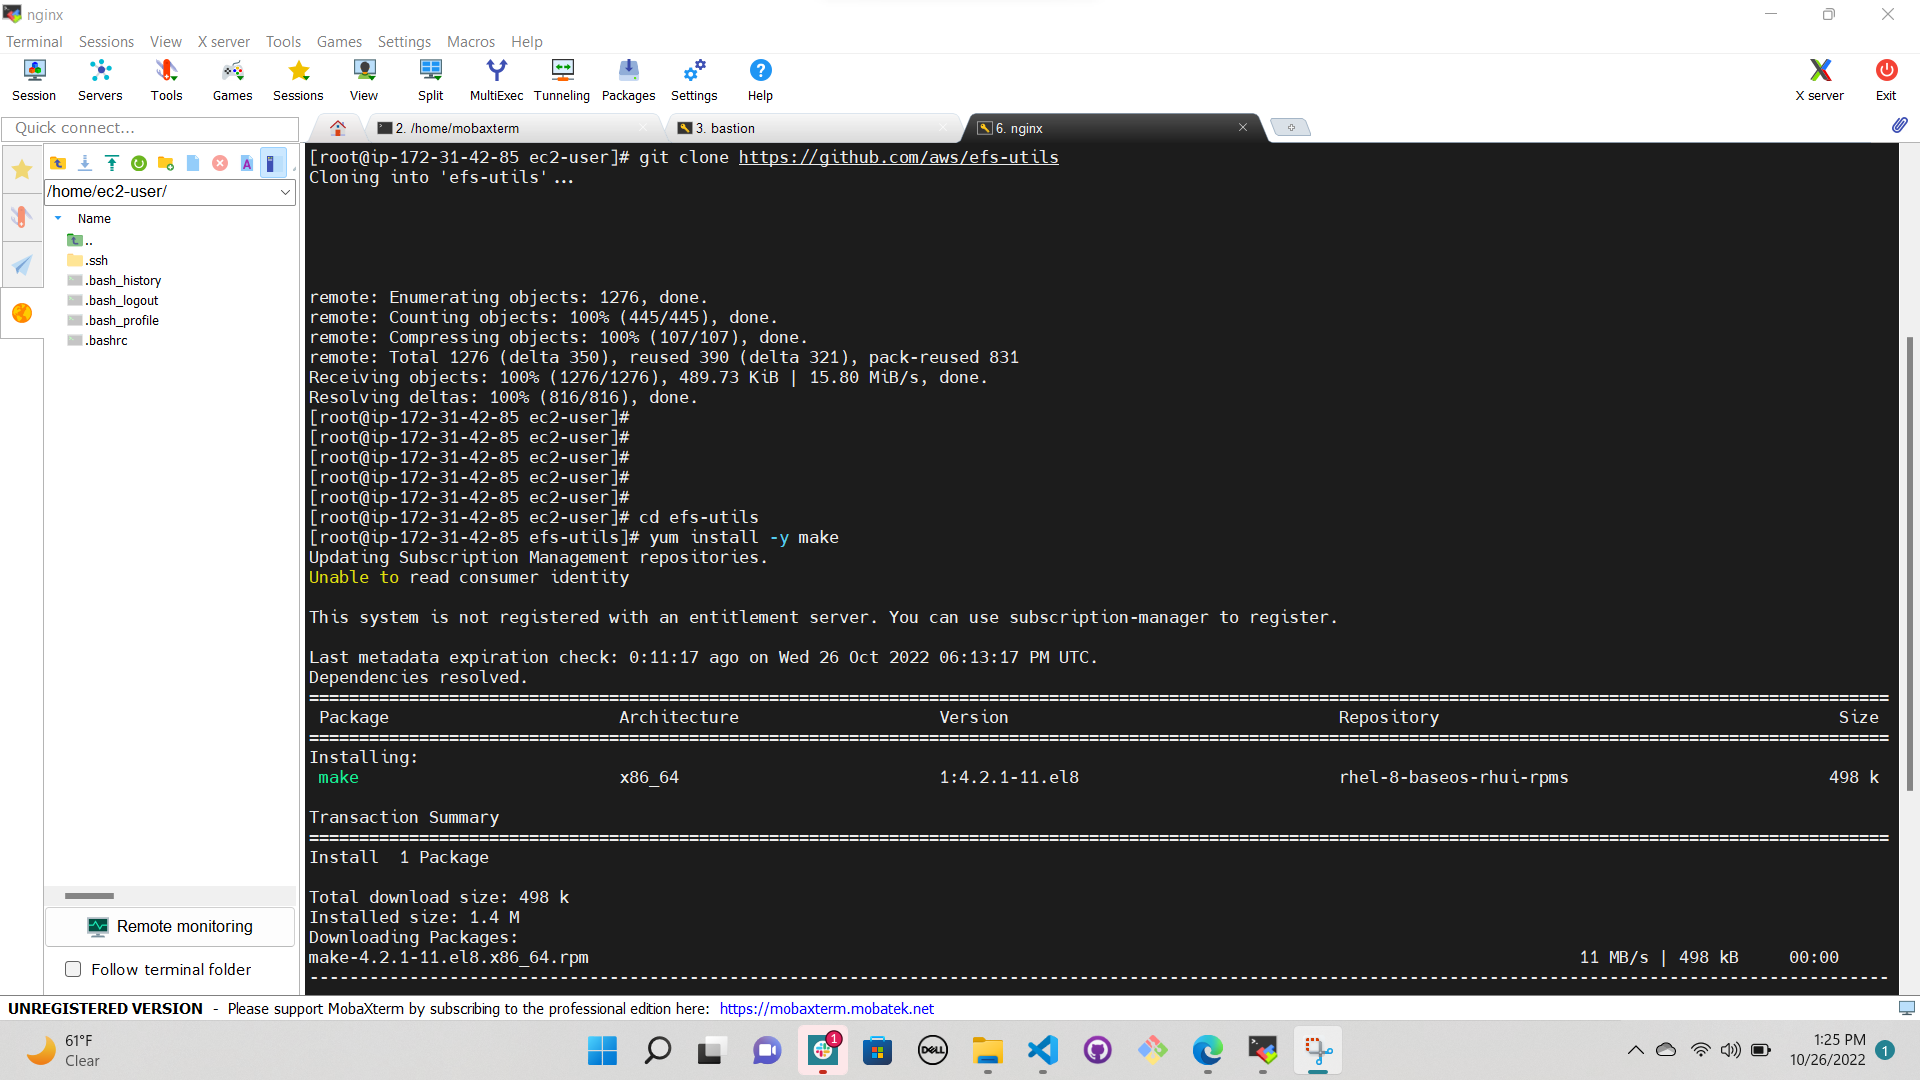 nginx
Terminal Sessions View X server Tools Games Settings Macros Help
Session Servers Tools Games Sessions View Split MultiExec Tunneling Packages Settings Help X server Exit
Quick connect...
2. /home/mobaxterm 3. bastion 6. nginx
/home/ec2-user/
Name
..
.ssh
.bash_history
.bash_logout
.bash_profile
.bashrc
Remote monitoring
Follow terminal folder
[root@ip-172-31-42-85 ec2-user]# git clone https://github.com/aws/efs-utils
Cloning into 'efs-utils'...
remote: Enumerating objects: 1276, done.
remote: Counting objects: 100% (445/445), done.
remote: Compressing objects: 100% (107/107), done.
remote: Total 1276 (delta 350), reused 390 (delta 321), pack-reused 831
Receiving objects: 100% (1276/1276), 489.73 KiB | 15.80 MiB/s, done.
Resolving deltas: 100% (816/816), done.
[root@ip-172-31-42-85 ec2-user]#
[root@ip-172-31-42-85 ec2-user]#
[root@ip-172-31-42-85 ec2-user]#
[root@ip-172-31-42-85 ec2-user]#
[root@ip-172-31-42-85 ec2-user]#
[root@ip-172-31-42-85 ec2-user]# cd efs-utils
[root@ip-172-31-42-85 efs-utils]# yum install -y make
Updating Subscription Management repositories.
Unable to read consumer identity
This system is not registered with an entitlement server. You can use subscription-manager to register.
Last metadata expiration check: 0:11:17 ago on Wed 26 Oct 2022 06:13:17 PM UTC.
Dependencies resolved.
Package Architecture Version Repository Size
Installing:
make x86_64 1:4.2.1-11.el8 rhel-8-baseos-rhui-rpms 498 k
Transaction Summary
Install 1 Package
Total download size: 498 k
Installed size: 1.4 M
Downloading Packages:
make-4.2.1-11.el8.x86_64.rpm 11 MB/s | 498 kB 00:00
UNREGISTERED VERSION - Please support MobaXterm by subscribing to the professional edition here: https://mobaxterm.mobatek.net
61°F
Clear
1
DELL
1:25 PM
10/26/2022
1